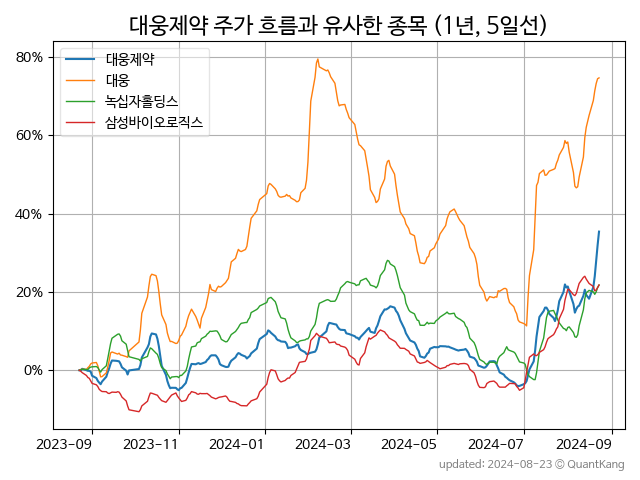 대웅제약 주가 흐름과 유사한 종목 (1년, 5일선)
대웅제약
대웅
녹십자홀딩스
삼성바이오로직스
80%
60%
40%
20%
0%
2023-09 2023-11 2024-01 2024-03 2024-05 2024-07 2024-09
updated: 2024-08-23 © QuantKang